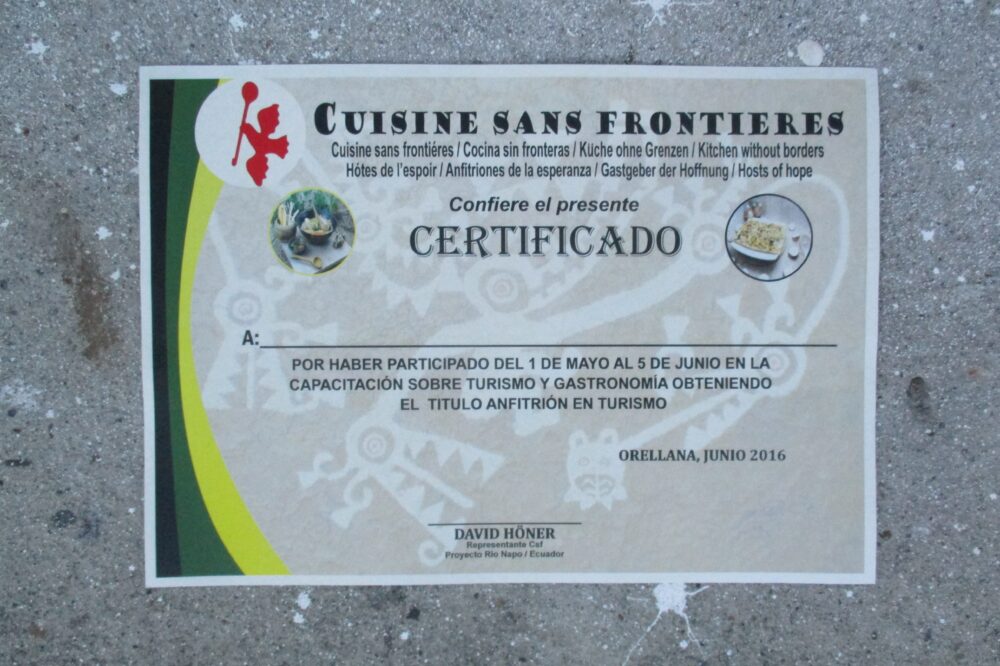 CUISINE SANS FRONTIERES
Cuisine sans frontiéres / Cocina sin fronteras / Küche ohne Grenzen / Kitchen without borders
Hótes de l'espoir / Anfitriones de la esperanza / Gastgeber der Hoffnung / Hosts of hope
Confiere el presente
CERTIFICADO
A:
POR HABER PARTICIPADO DEL 1 DE MAYO AL 5 DE JUNIO EN LA
CAPACITACIÓN SOBRE TURISMO Y GASTRONOMÍA OBTENIENDO
EL TITULO ANFITRIÓN EN TURISMO
ORELLANA, JUNIO 2016
DAVID HÖNER
Representante Csf
Proyecto Rio Napo / Ecuador